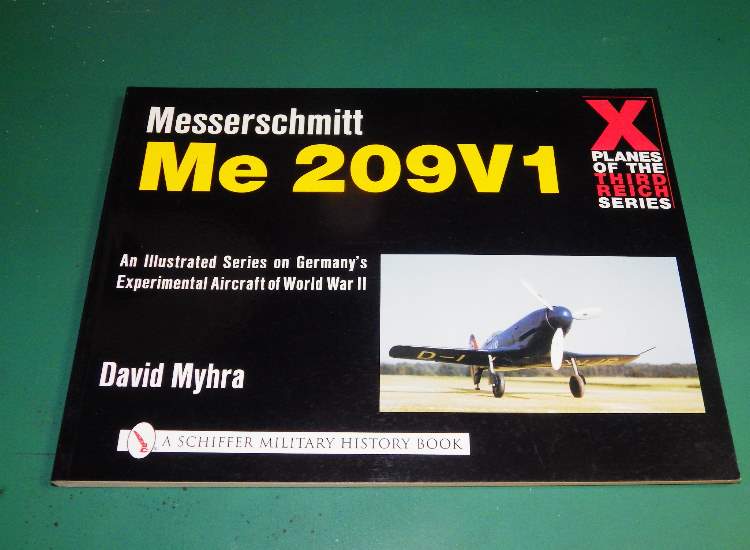 Messerschmitt
Me 209V1
X
PLANES
OF THE
THIRD
REICH
SERIES
An Illustrated Series on Germany's
Experimental Aircraft of World War II
D-I
David Myhra
A SCHIFFER MILITARY HISTORY BOOK